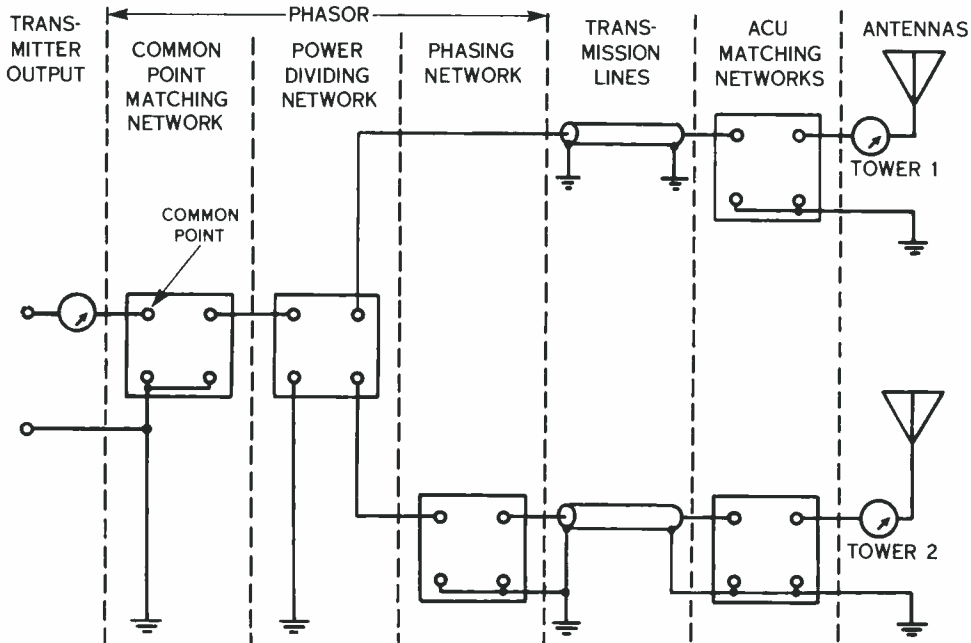 PHASOR
TRANS-
MITTER
OUTPUT
COMMON
POINT
MATCHING
NETWORK
POWER
DIVIDING
NETWORK
PHASING
NETWORK
TRANS-
MISSION
LINES
ACU
MATCHING
NETWORKS
ANTENNAS
TOWER 1
COMMON
POINT
TOWER 2